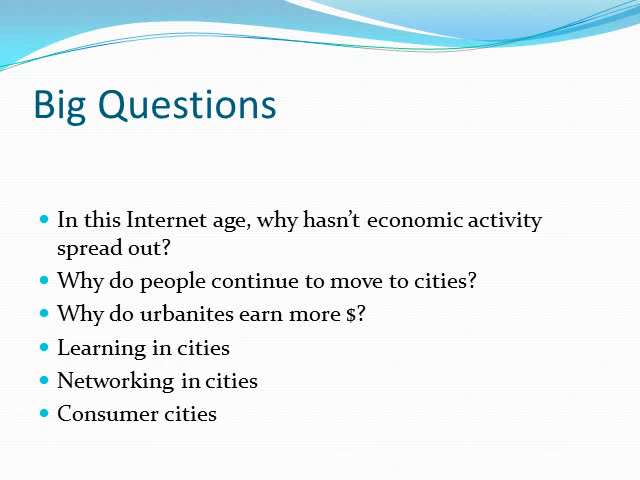 Big Questions
• In this Internet age, why hasn’t economic activity
spread out?
• Why do people continue to move to cities?
• Why do urbanites earn more $?
• Learning in cities
• Networking in cities
• Consumer cities